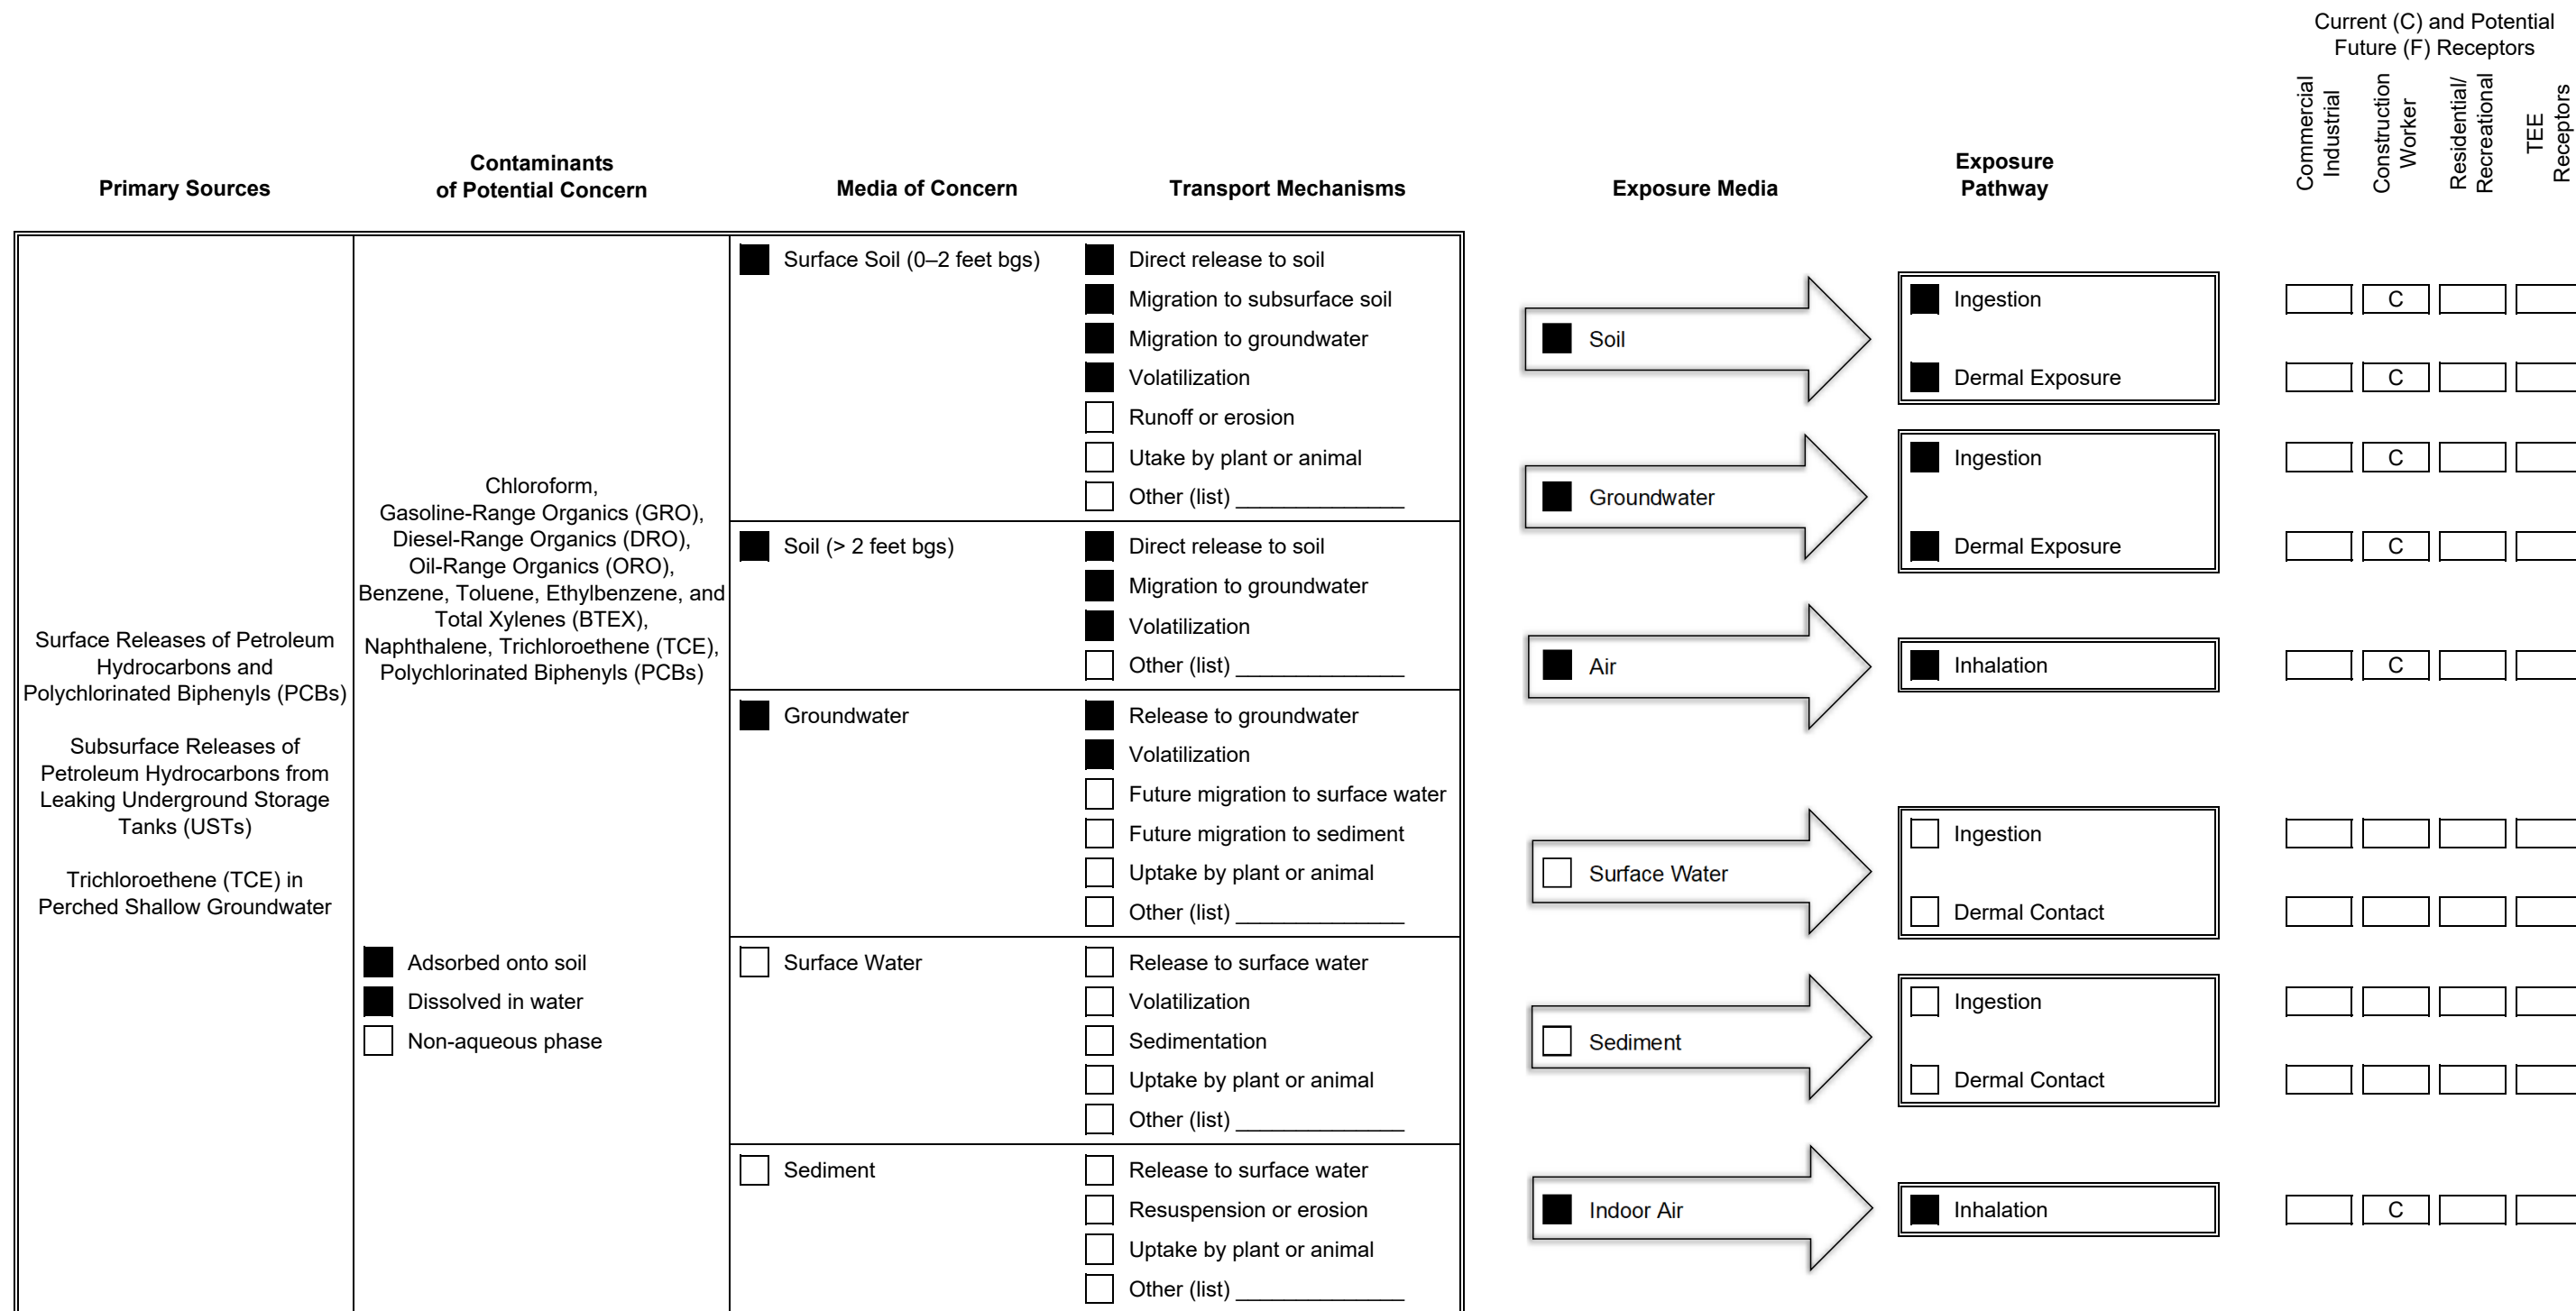 Current (C) and Potential
Future (F) Receptors
Commercial
Industrial
Construction
Worker
Residential/
Recreational
TEE
Receptors
Primary Sources
Contaminants
of Potential Concern
Media of Concern
Transport Mechanisms
Exposure Media
Exposure
Pathway
Surface Releases of Petroleum
Hydrocarbons and
Polychlorinated Biphenyls (PCBs)
Subsurface Releases of
Petroleum Hydrocarbons from
Leaking Underground Storage
Tanks (USTs)
Trichloroethene (TCE) in
Perched Shallow Groundwater
Chloroform,
Gasoline-Range Organics (GRO),
Diesel-Range Organics (DRO),
Oil-Range Organics (ORO),
Benzene, Toluene, Ethylbenzene, and
Total Xylenes (BTEX),
Naphthalene, Trichloroethene (TCE),
Polychlorinated Biphenyls (PCBs)
Adsorbed onto soil
Dissolved in water
Non-aqueous phase
Surface Soil (0–2 feet bgs)
Direct release to soil
Migration to subsurface soil
Migration to groundwater
Volatilization
Runoff or erosion
Utake by plant or animal
Other (list) ______________
Soil (> 2 feet bgs)
Direct release to soil
Migration to groundwater
Volatilization
Other (list) ______________
Groundwater
Release to groundwater
Volatilization
Future migration to surface water
Future migration to sediment
Uptake by plant or animal
Other (list) ______________
Surface Water
Release to surface water
Volatilization
Sedimentation
Uptake by plant or animal
Other (list) ______________
Sediment
Release to surface water
Resuspension or erosion
Uptake by plant or animal
Other (list) ______________
Soil
Ingestion
C
Dermal Exposure
C
Groundwater
Ingestion
C
Dermal Exposure
C
Air
Inhalation
C
Surface Water
Ingestion
Dermal Contact
Sediment
Ingestion
Dermal Contact
Indoor Air
Inhalation
C